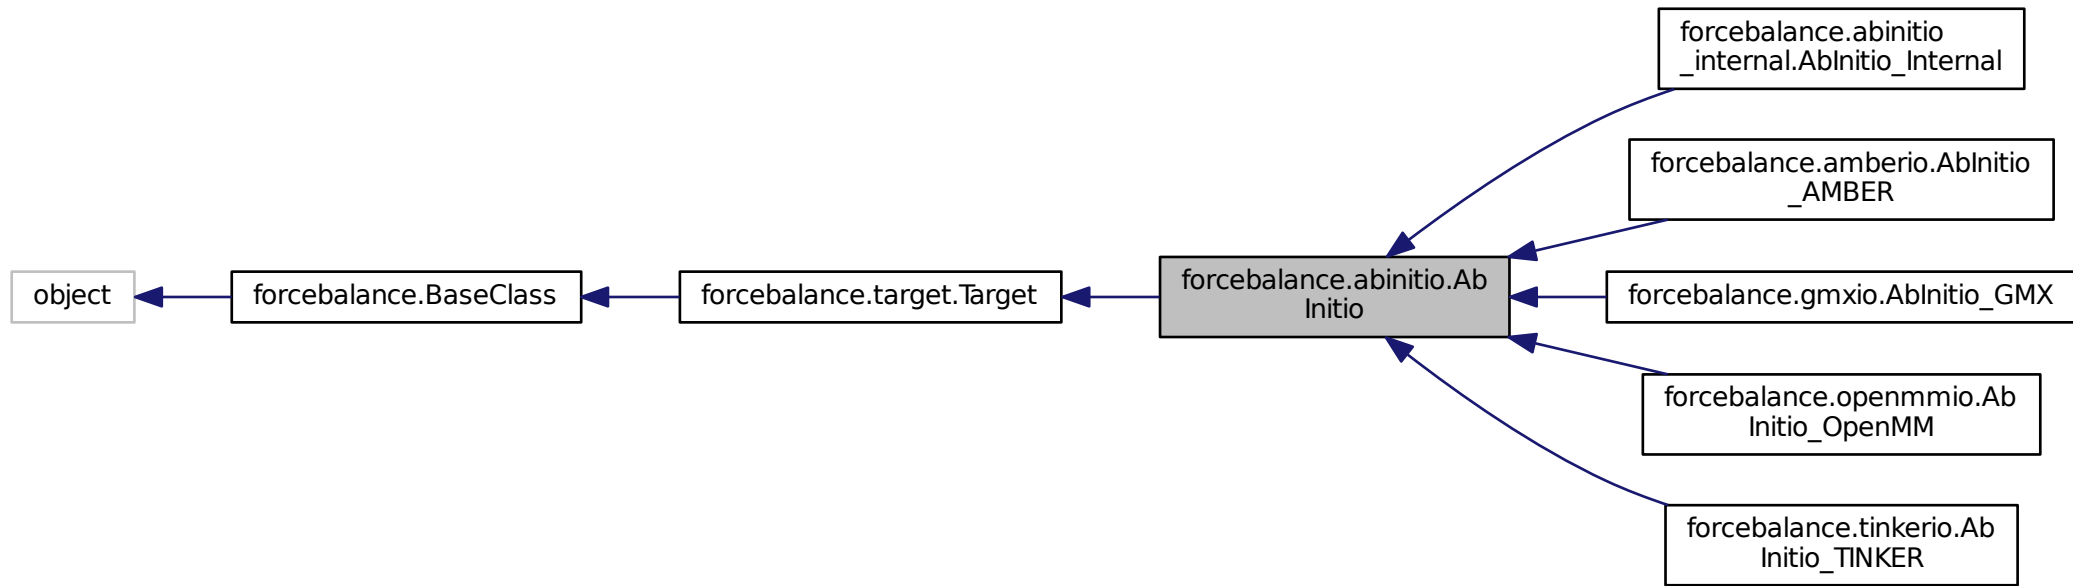 object
forcebalance.BaseClass
forcebalance.target.Target
forcebalance.abinitio.Ab
Initio
forcebalance.abinitio
_internal.AbInitio_Internal
forcebalance.amberio.AbInitio
_AMBER
forcebalance.gmxio.AbInitio_GMX
forcebalance.openmmio.Ab
Initio_OpenMM
forcebalance.tinkerio.Ab
Initio_TINKER